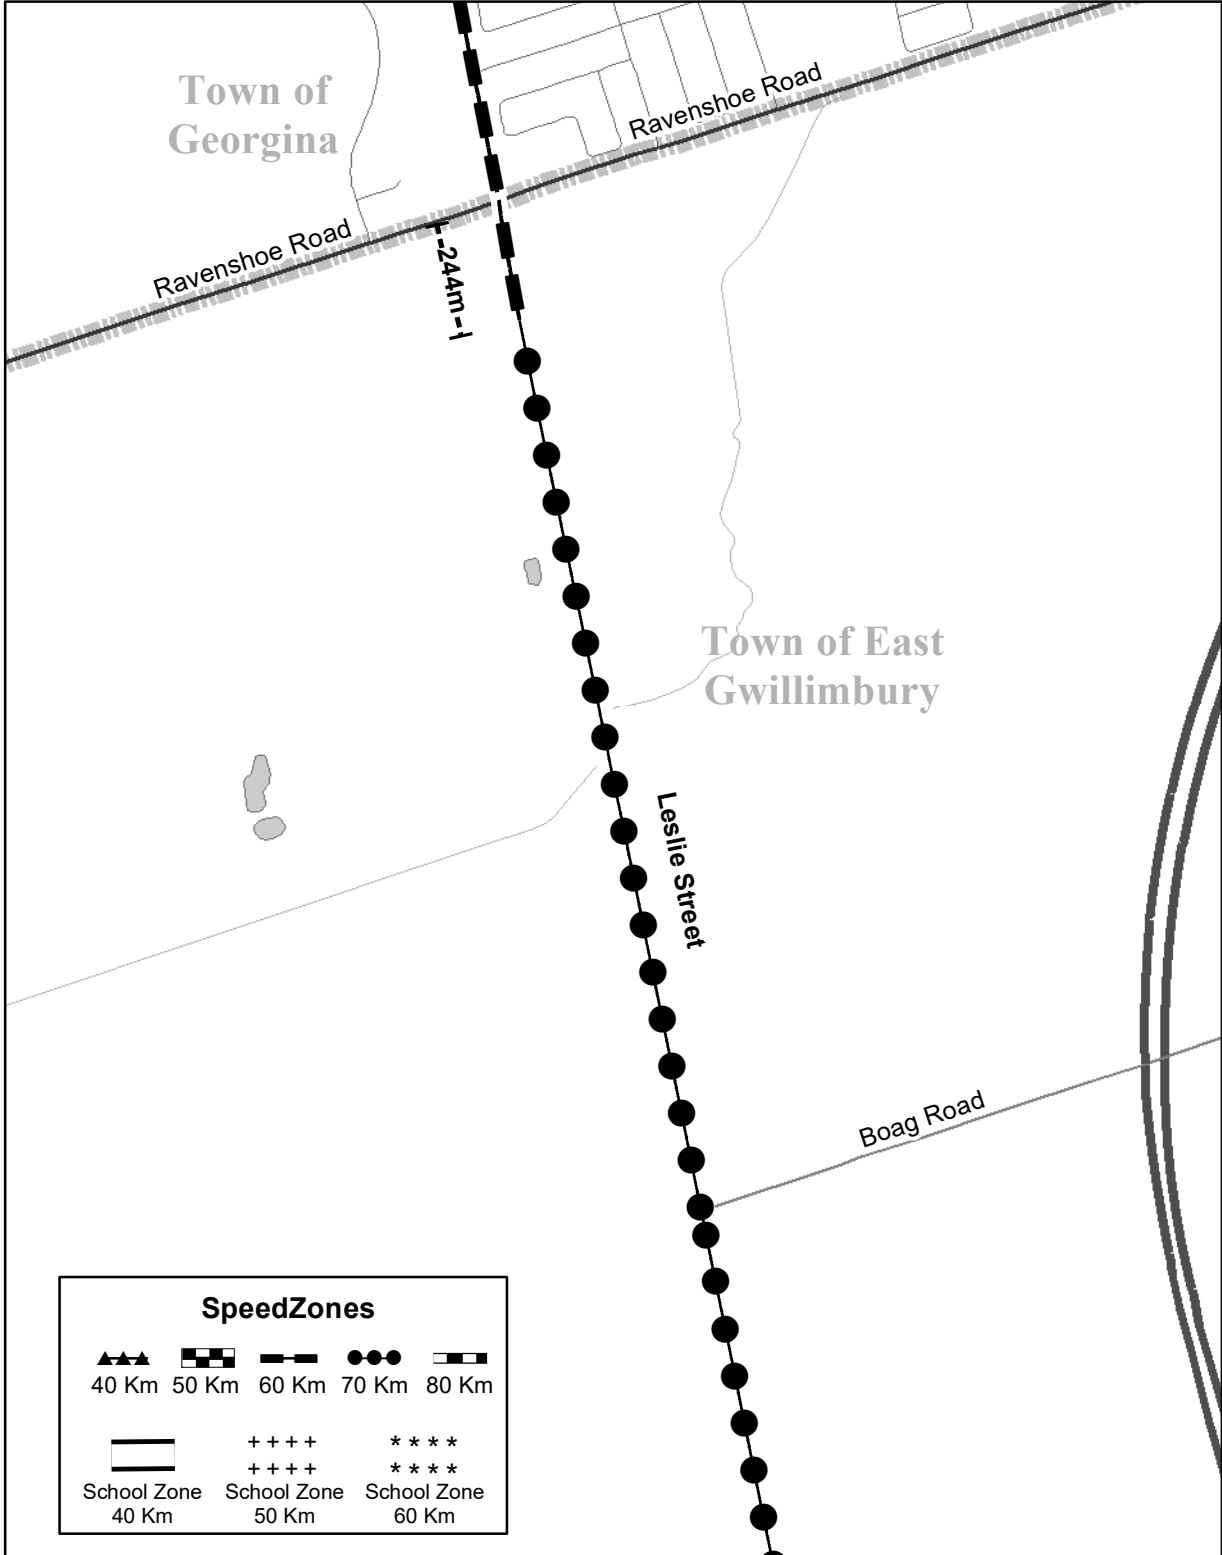 Town of
Georgina
Ravenshoe Road
Ravenshoe Road
244m
Town of East
Gwillimbury
Leslie Street
Boag Road
SpeedZones
40 Km 50 Km 60 Km 70 Km 80 Km
++++ ****
++++ ****
School Zone School Zone School Zone
40 Km 50 Km 60 Km